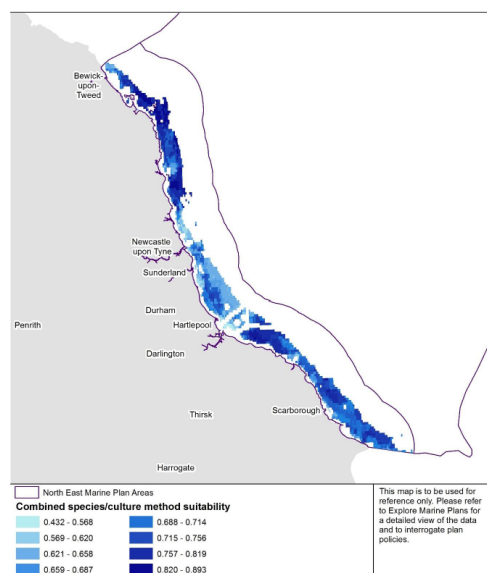 Bewick-
upon-
Tweed
Newcastle
upon Tyne
Sunderland
Durham
Penrith
Hartlepool
Darlington
Thirsk
Scarborough
Harrogate
North East Marine Plan Areas
Combined species/culture method suitability
0.432 - 0.568
0.569 - 0.620
0.621 - 0.658
0.659 - 0.687
0.688 - 0.714
0.715 - 0.756
0.757 - 0.819
0.820 - 0.893
This map is to be used for
reference only. Please refer
to Explore Marine Plans for
a detailed view of the data
and to interrogate plan
policies.